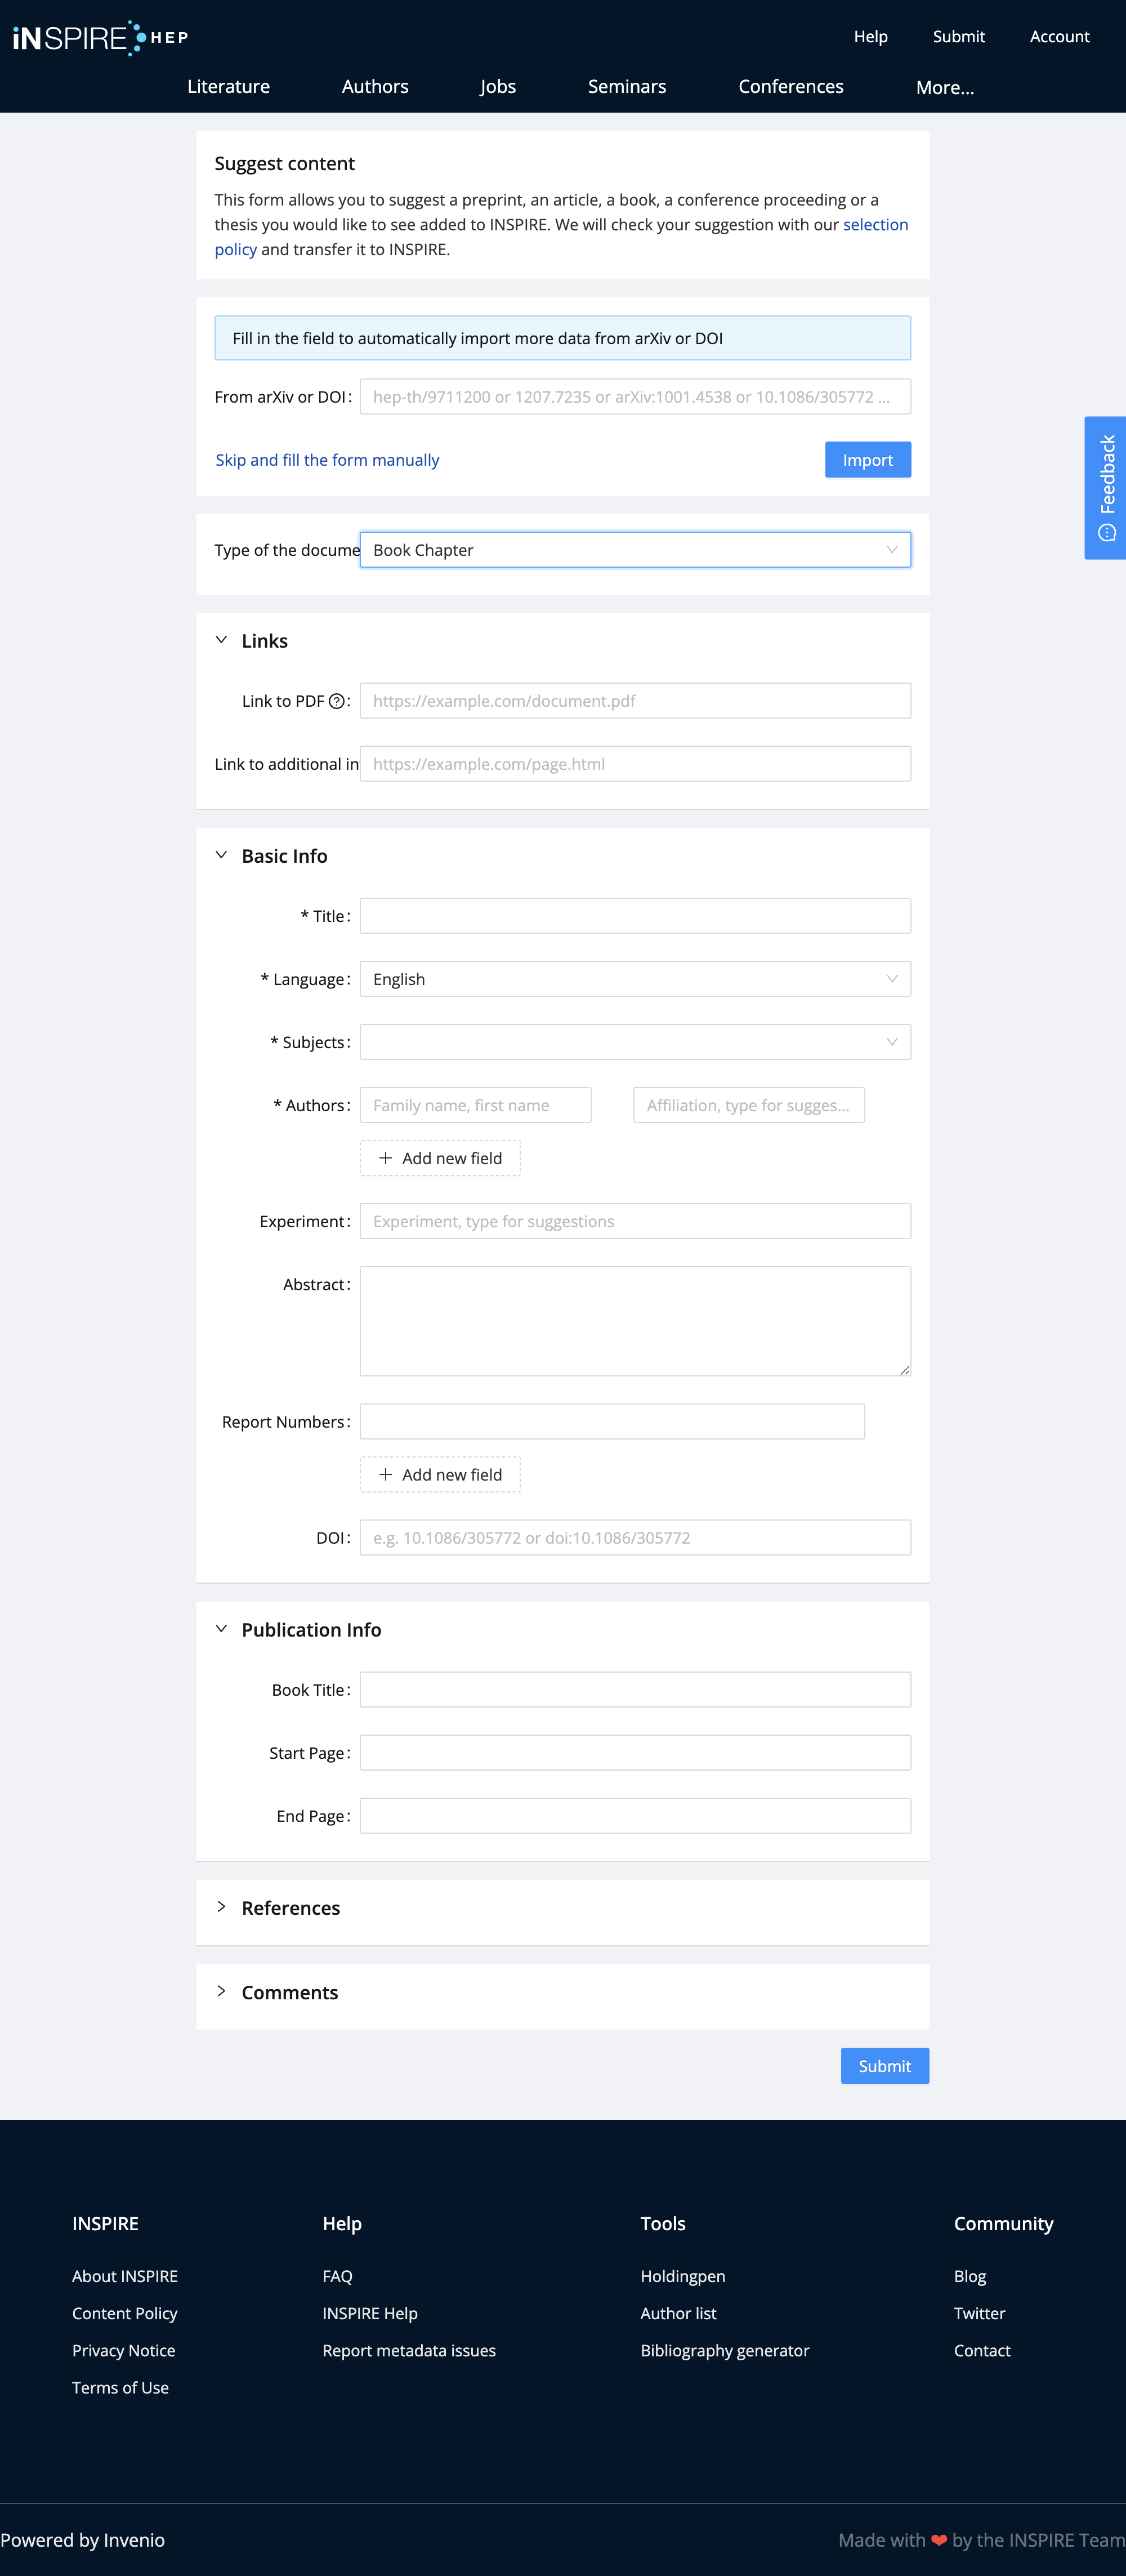 iNSPIRE HEP
Help
Submit
Account
Literature
Authors
Jobs
Seminars
Conferences
More...
Suggest content
This form allows you to suggest a preprint, an article, a book, a conference proceeding or a
thesis you would like to see added to INSPIRE. We will check your suggestion with our selection
policy and transfer it to INSPIRE.
Fill in the field to automatically import more data from arXiv or DOI
From arXiv or DOI: hep-th/9711200 or 1207.7235 or arXiv:1001.4538 or 10.1086/305772 ...
Skip and fill the form manually
Import
Feedback
Type of the docume Book Chapter
Links
Link to PDF ?: https://example.com/document.pdf
Link to additional in https://example.com/page.html
Basic Info
* Title:
* Language: English
* Subjects:
* Authors: Family name, first name Affiliation, type for sugges...
+ Add new field
Experiment: Experiment, type for suggestions
Abstract:
Report Numbers:
+ Add new field
DOI: e.g. 10.1086/305772 or doi:10.1086/305772
Publication Info
Book Title:
Start Page:
End Page:
References
Comments
Submit
INSPIRE
About INSPIRE
Content Policy
Privacy Notice
Terms of Use
Help
FAQ
INSPIRE Help
Report metadata issues
Tools
Holdingpen
Author list
Bibliography generator
Community
Blog
Twitter
Contact
Powered by Invenio
Made with ❤ by the INSPIRE Team